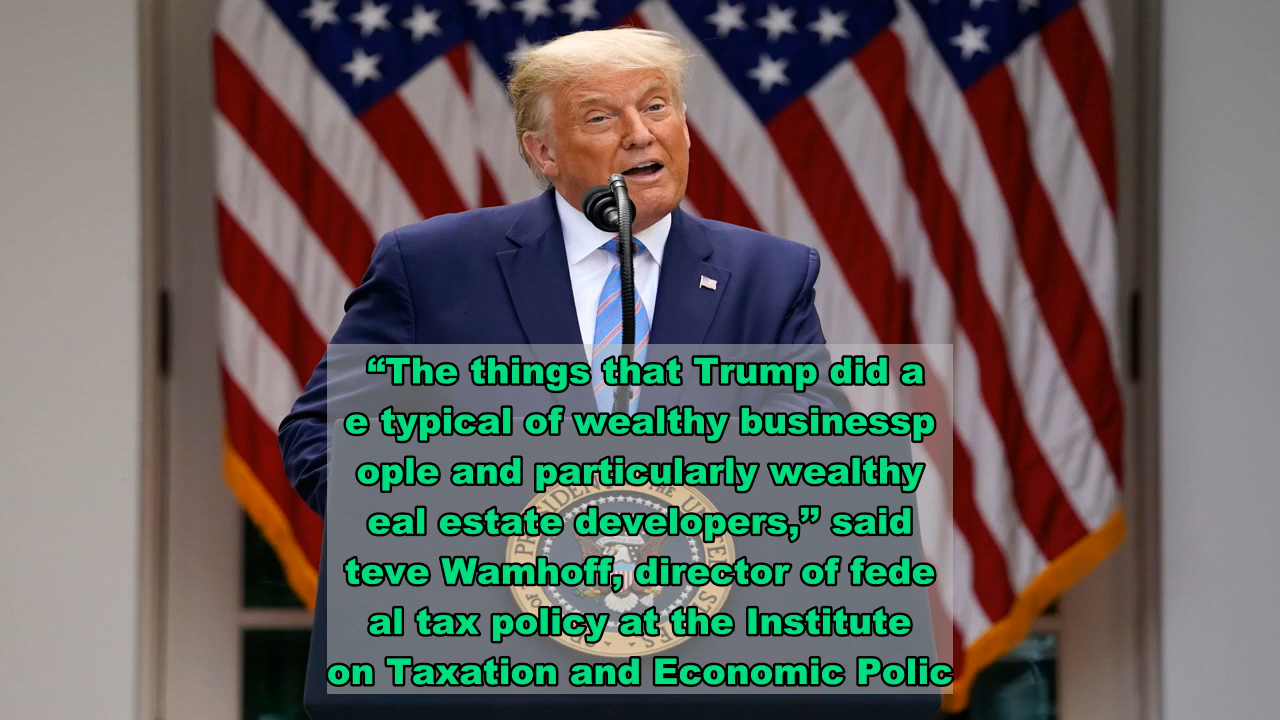 “The things that Trump did a
e typical of wealthy businessp
ople and particularly wealthy
eal estate developers,” said
teve Wamhoff, director of fede
al tax policy at the Institute
on Taxation and Economic Polic